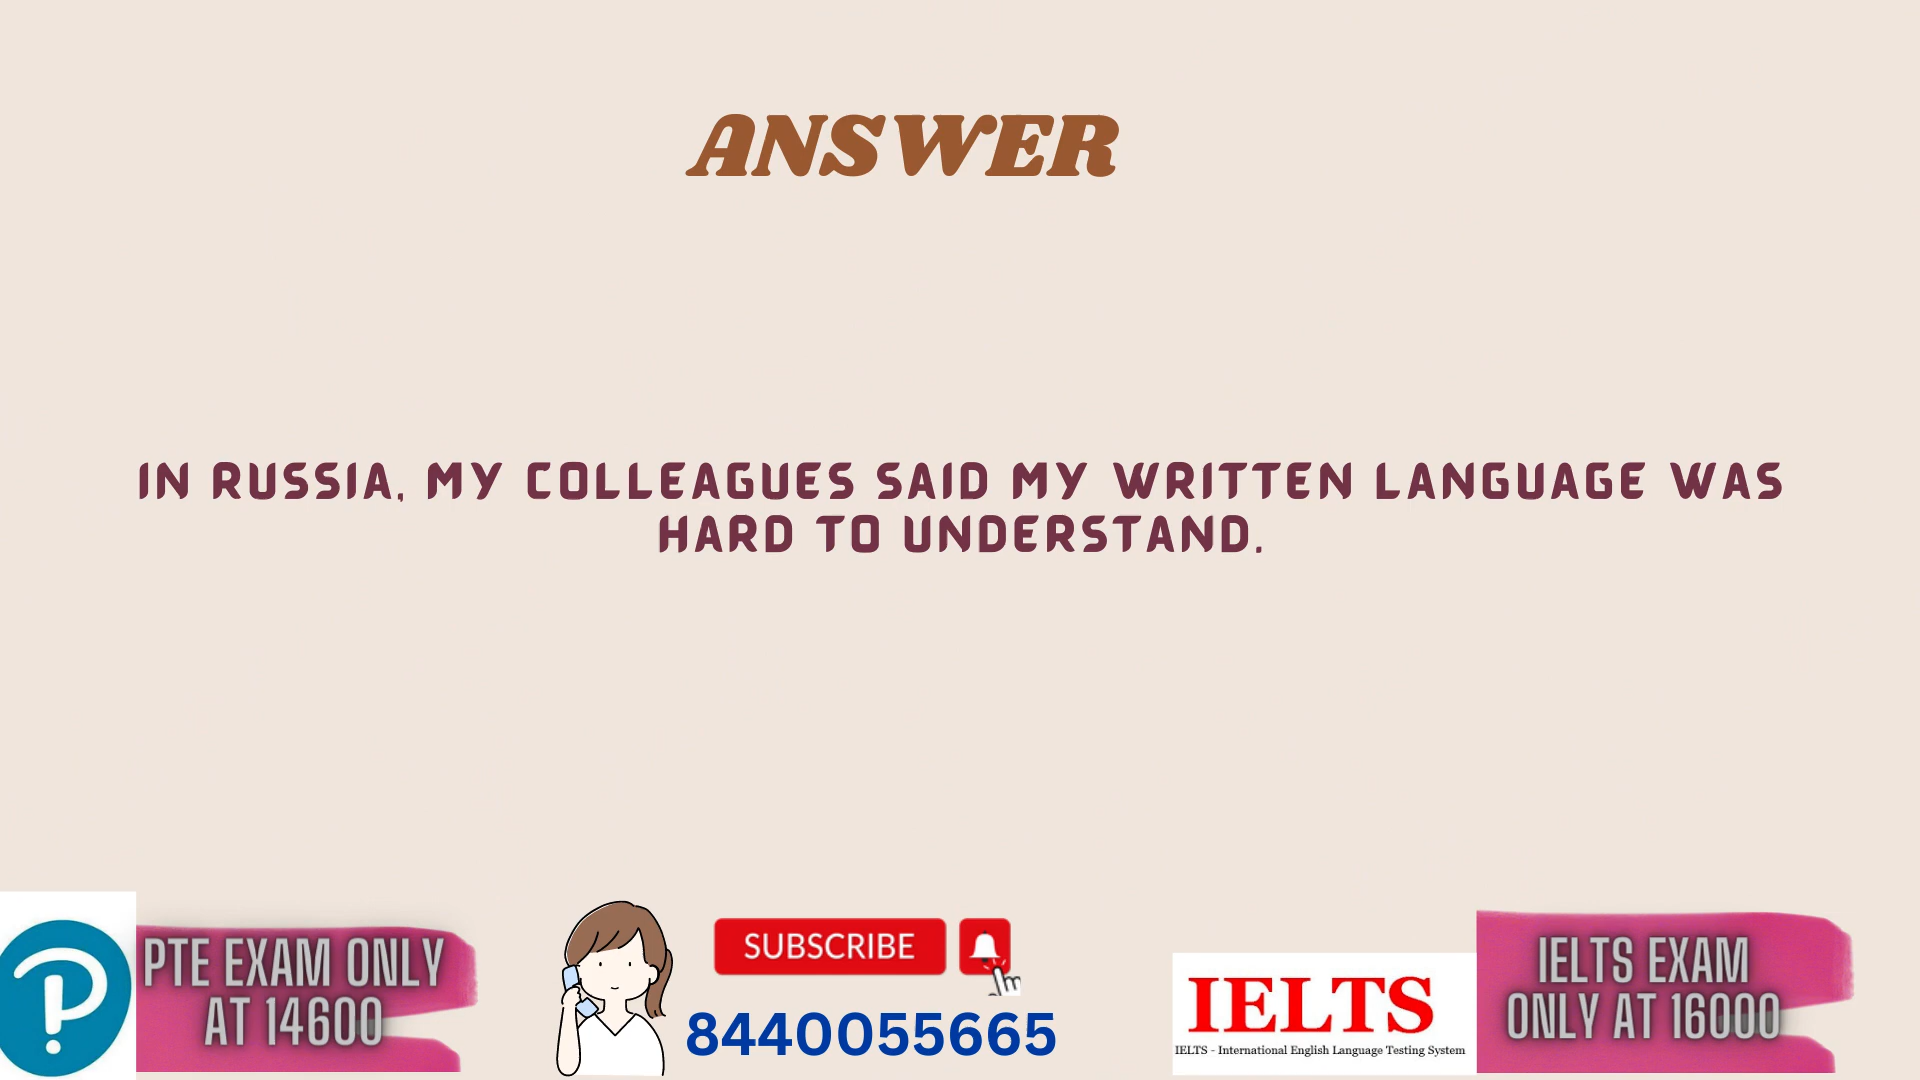 ANSWER
IN RUSSIA, MY COLLEAGUES SAID MY WRITTEN LANGUAGE WAS
HARD TO UNDERSTAND.
PTE EXAM ONLY
AT 14600
SUBSCRIBE
8440055665
IELTS
IELTS - International English Language Testing System
IELTS EXAM
ONLY AT 16000